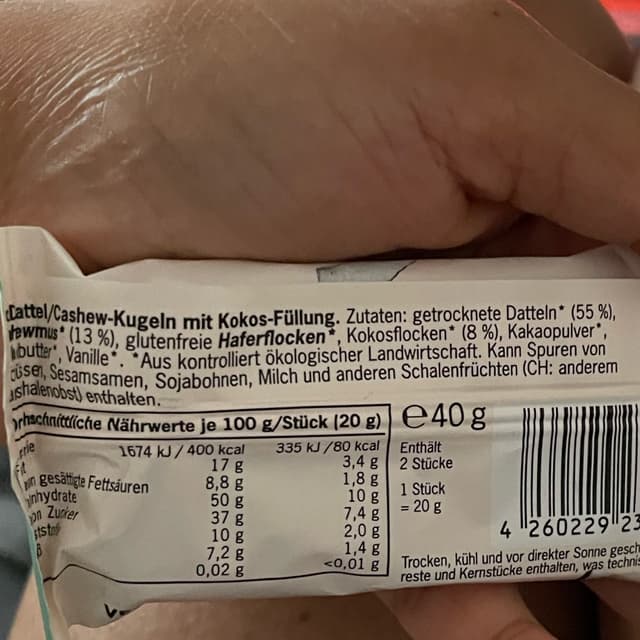 Dattel/Cashew-Kugeln mit Kokos-Füllung. Zutaten: getrocknete Datteln* (55 %),
(13 %), glutenfreie Haferflocken*, Kokosflocken* (8 %), Kakaopulver*,
Vanille*. *Aus kontrolliert ökologischer Landwirtschaft. Kann Spuren von
Sesamsamen, Sojabohnen, Milch und anderen Schalenfrüchten (CH: anderem
enthalten.
Nährwerte je 100 g/Stück (20 g)
1674 kJ / 400 kcal 335 kJ /80 kcal
17 g 3,4 g
gesättigte Fettsäuren 8,8 g 1,8 g
50 g 10 g
Zucker 37 g 7,4 g
10 g 2,0 g
7,2 g 1,4 g
0,02 g <0,01 g
e 40 g
Enthält
2 Stücke
1 Stück
= 20 g
4 260229 23
Trocken, kühl und vor direkter Sonne
reste und Kernstücke enthalten, was